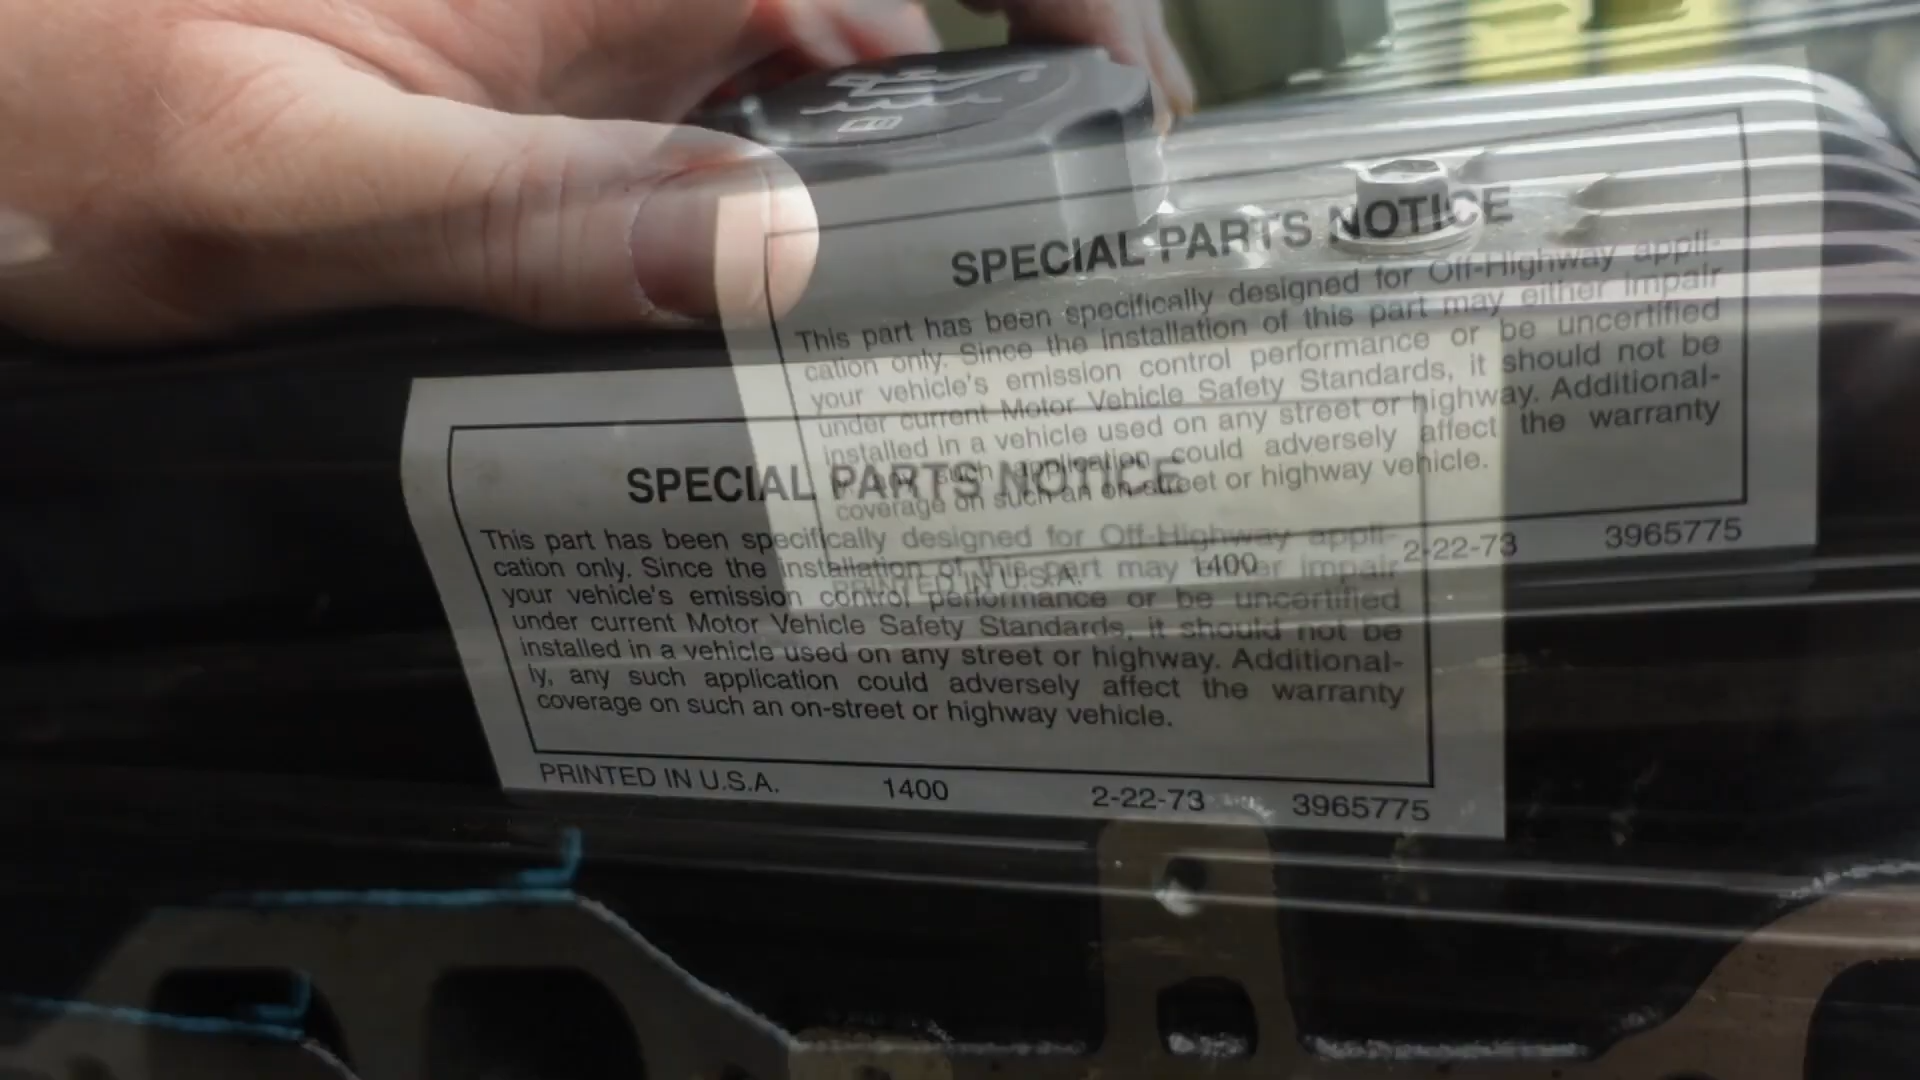 SPECIAL PARTS NOTICE
This part has been specifically designed for Off-Highway appli-
cation only. Since the installation of this part may either impair
your vehicle's emission control performance or be uncertified
under current Motor Vehicle Safety Standards, it should not be
installed in a vehicle used on any street or highway. Additional-
such application could adversely affect the warranty
coverage on such an on-street or highway vehicle.
PRINTED IN U.S.A. 1400 2-22-73 3965775
SPECIAL PARTS NOTICE
This part has been specifically designed for Off-Highway appli-
cation only. Since the installation of this part may either impair
your vehicle's emission control performance or be uncertified
under current Motor Vehicle Safety Standards, it should not be
installed in a vehicle used on any street or highway. Additional-
ly, any such application could adversely affect the warranty
coverage on such an on-street or highway vehicle.
PRINTED IN U.S.A. 1400 2-22-73 3965775